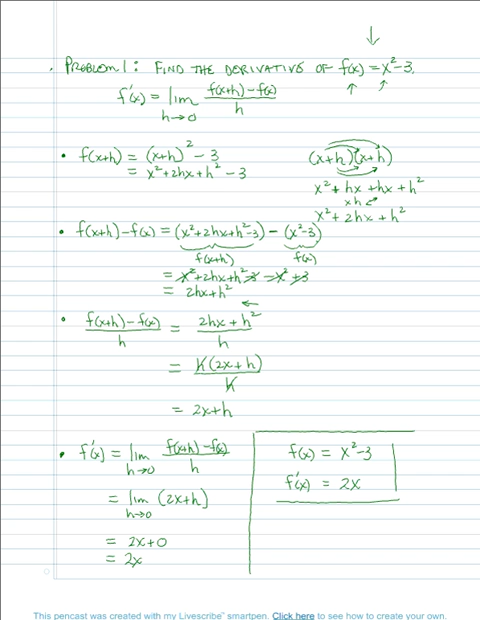 . PROBLEM 1: FIND THE DERIVATIVE OF f(x) = x² - 3.
f'(x) = lim h→0 (f(x+h) - f(x))/h
• f(x+h) = (x+h)² - 3
= x² + 2hx + h² - 3
(x+h)(x+h)
x² + hx + hx + h²
xh
x² + 2hx + h²
• f(x+h) - f(x) = (x² + 2hx + h² - 3) - (x² - 3)
f(x+h) f(x)
= x² + 2hx + h² - 3 - x² + 3
= 2hx + h²
• (f(x+h) - f(x))/h = (2hx + h²)/h
= h(2x+h)/h
= 2x+h
• f'(x) = lim h→0 (f(x+h) - f(x))/h
= lim h→0 (2x+h)
= 2x+0
= 2x
f(x) = x² - 3
f'(x) = 2x
This pencast was created with my Livescribe™ smartpen. Click here to see how to create your own.